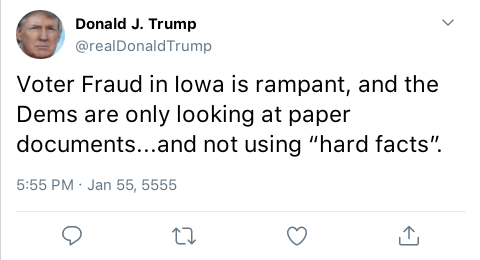 Donald J. Trump
@realDonaldTrump
Voter Fraud in Iowa is rampant, and the
Dems are only looking at paper
documents...and not using “hard facts”.
5:55 PM · Jan 55, 5555